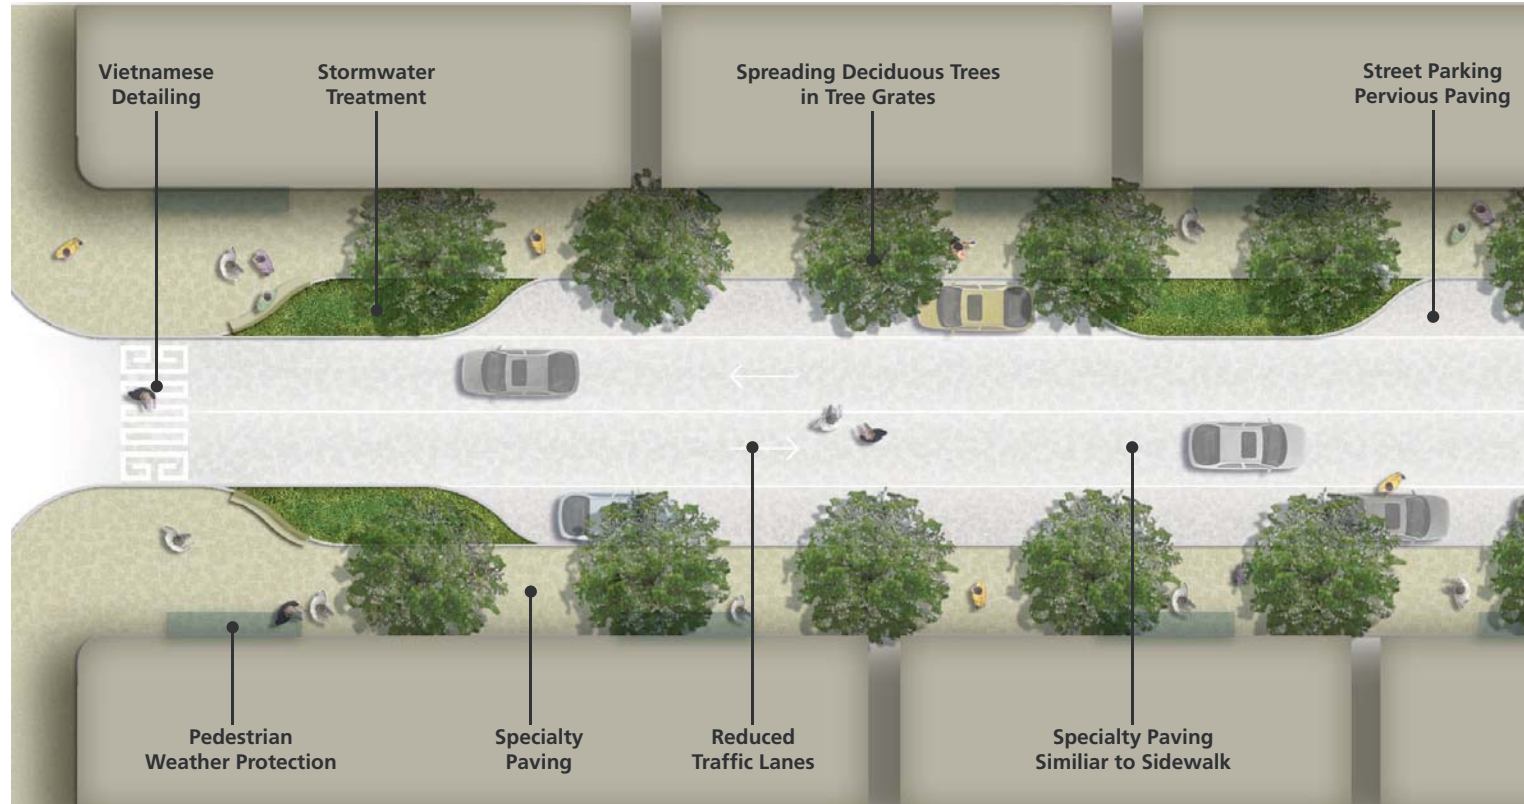 Vietnamese
Detailing
Stormwater
Treatment
Spreading Deciduous Trees
in Tree Grates
Street Parking
Pervious Paving
Pedestrian
Weather Protection
Specialty
Paving
Reduced
Traffic Lanes
Specialty Paving
Similiar to Sidewalk